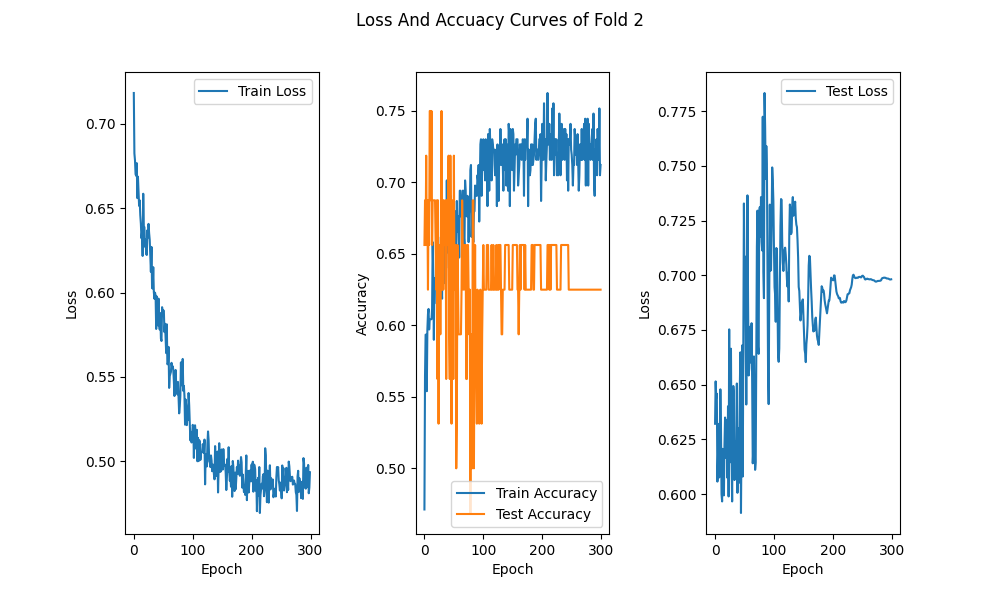 Loss And Accuacy Curves of Fold 2
Train Loss
0.70
0.65
0.60
0.55
0.50
Loss
0 100 200 300
Epoch
0.75
0.70
0.65
0.60
0.55
0.50
Accuracy
Train Accuracy
Test Accuracy
0 100 200 300
Epoch
Test Loss
0.775
0.750
0.725
0.700
0.675
0.650
0.625
0.600
Loss
0 100 200 300
Epoch